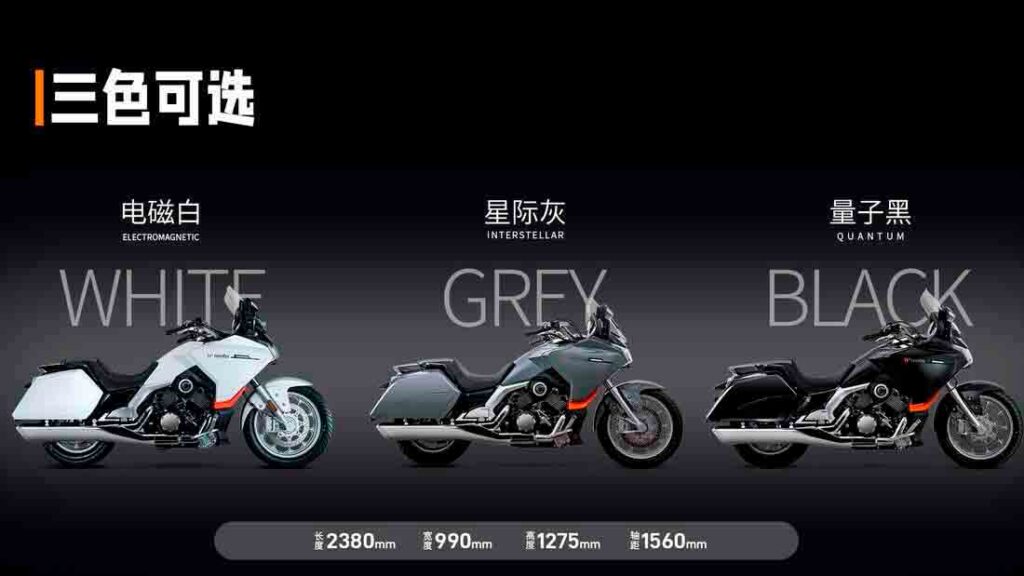 三色可选
电磁白
ELECTROMAGNETIC
WHITE
星际灰
INTERSTELLAR
GREY
量子黑
QUANTUM
BLACK
长度2380mm 宽度990mm 高度1275mm 轴距1560mm